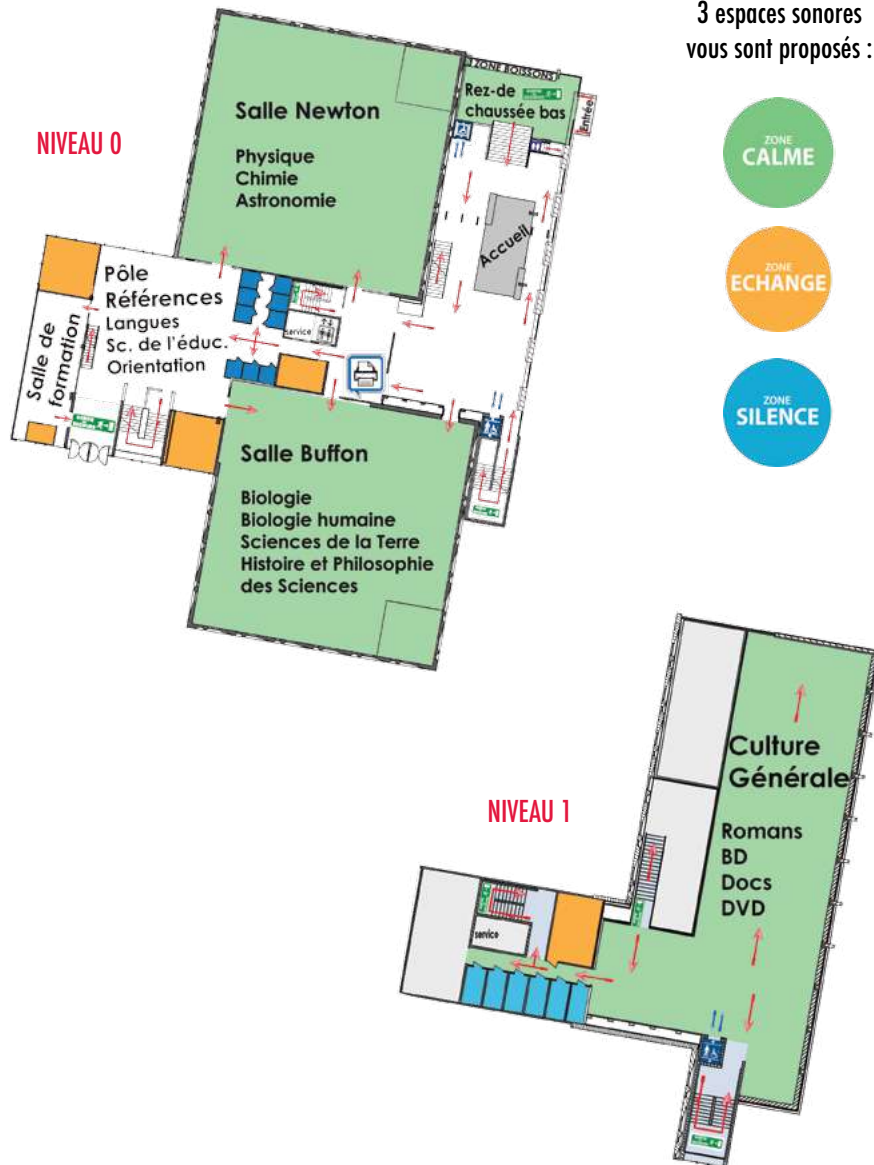 3 espaces sonores
vous sont proposés :
ZONE
CALME
ZONE
ECHANGE
ZONE
SILENCE
NIVEAU 0
ZONE BOISSONS
Rez-de
chaussée bas
Entrée
Salle Newton
Physique
Chimie
Astronomie
Accueil
Pôle
Références
Langues
Sc. de l'éduc.
Orientation
service
Salle de
formation
Salle Buffon
Biologie
Biologie humaine
Sciences de la Terre
Histoire et Philosophie
des Sciences
NIVEAU 1
Culture
Générale
Romans
BD
Docs
DVD
service